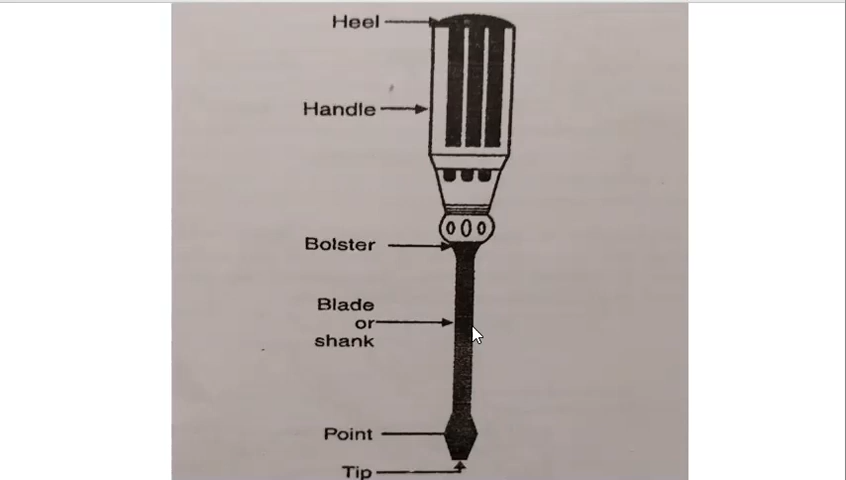 Heel
Handle
Bolster
Blade
or
shank
Point
Tip